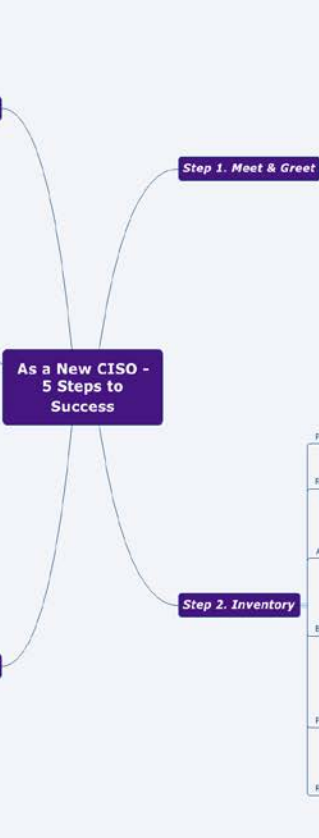 Step 1. Meet & Greet
As a New CISO -
5 Steps to
Success
Step 2. Inventory